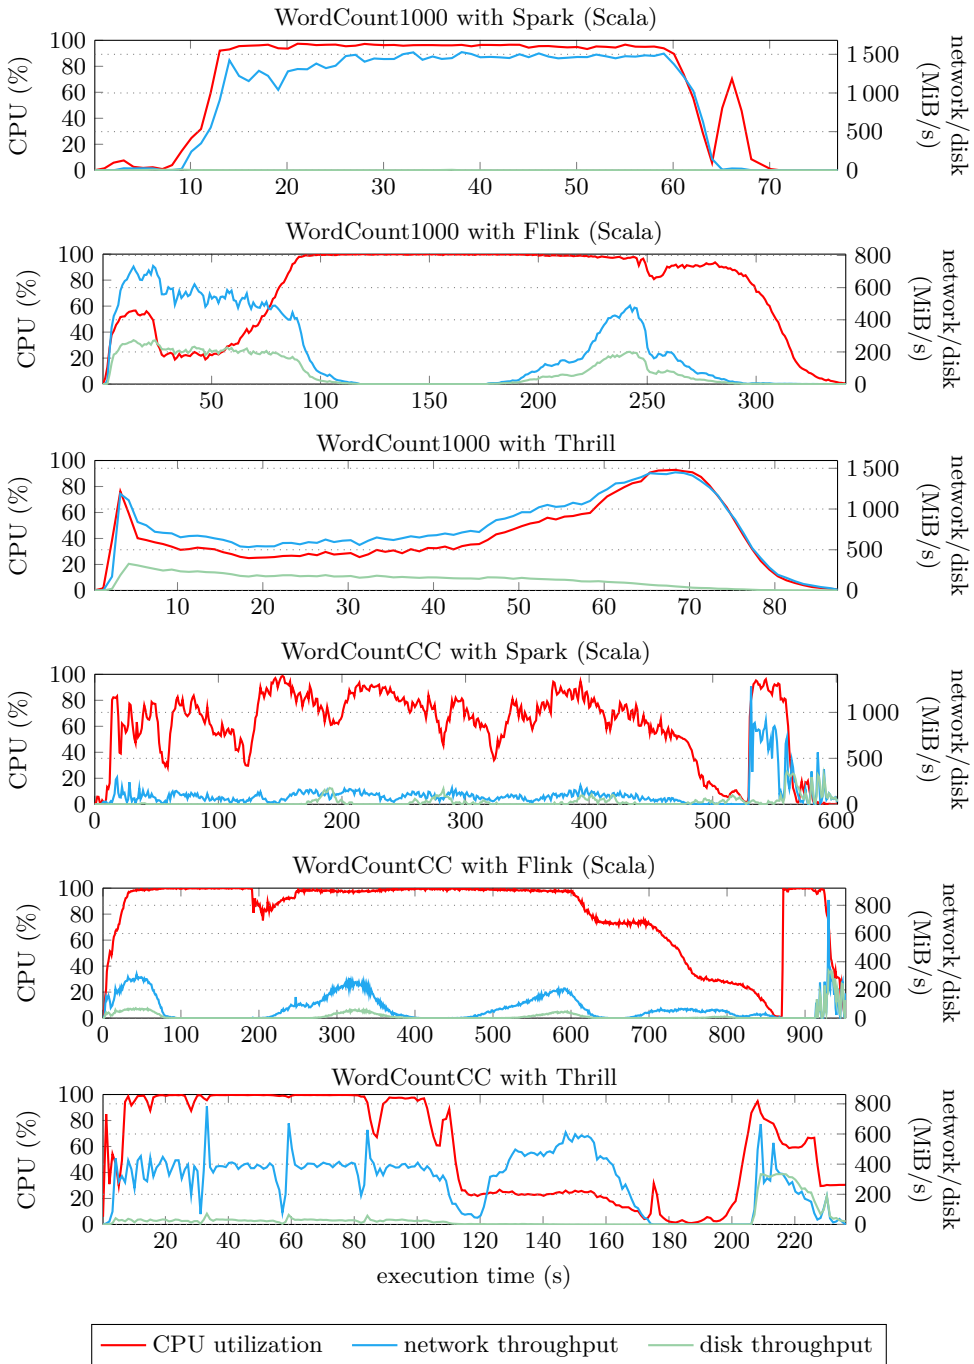 WordCount1000 with Spark (Scala)
CPU (%)
100
80
60
40
20
0
10 20 30 40 50 60 70
1 500
1 000
500
0
network/disk
(MiB/s)
WordCount1000 with Flink (Scala)
CPU (%)
100
80
60
40
20
0
50 100 150 200 250 300
800
600
400
200
0
network/disk
(MiB/s)
WordCount1000 with Thrill
CPU (%)
100
80
60
40
20
0
10 20 30 40 50 60 70 80
1 500
1 000
500
0
network/disk
(MiB/s)
WordCountCC with Spark (Scala)
CPU (%)
100
80
60
40
20
0
0 100 200 300 400 500 600
1 000
500
0
network/disk
(MiB/s)
WordCountCC with Flink (Scala)
CPU (%)
100
80
60
40
20
0
0 100 200 300 400 500 600 700 800 900
800
600
400
200
0
network/disk
(MiB/s)
WordCountCC with Thrill
CPU (%)
100
80
60
40
20
0
20 40 60 80 100 120 140 160 180 200 220
800
600
400
200
0
network/disk
(MiB/s)
execution time (s)
CPU utilization network throughput disk throughput